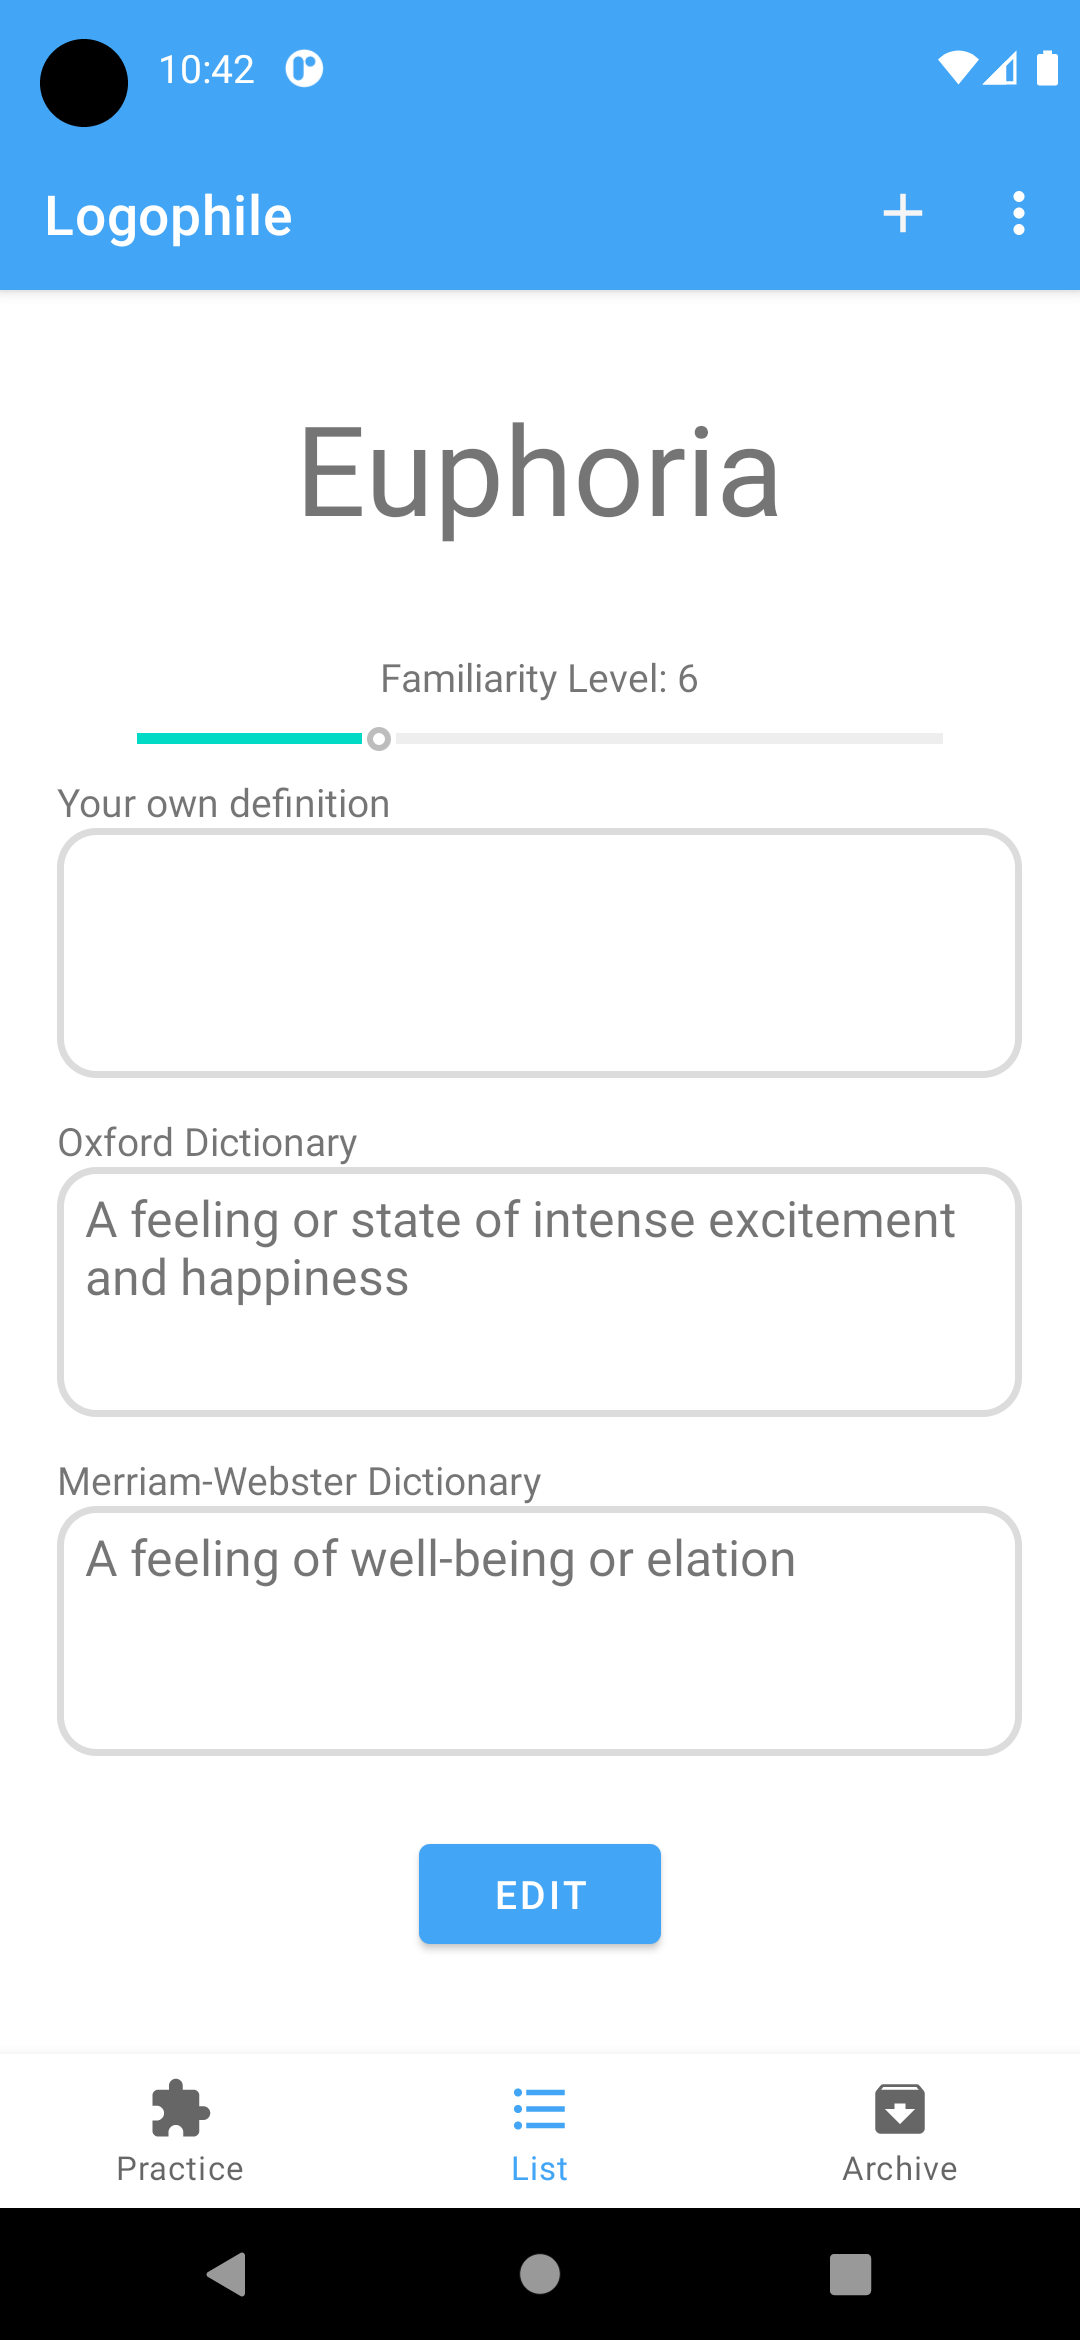 10:42
Logophile
Euphoria
Familiarity Level: 6
Your own definition
Oxford Dictionary
A feeling or state of intense excitement
and happiness
Merriam-Webster Dictionary
A feeling of well-being or elation
EDIT
Practice
List
Archive